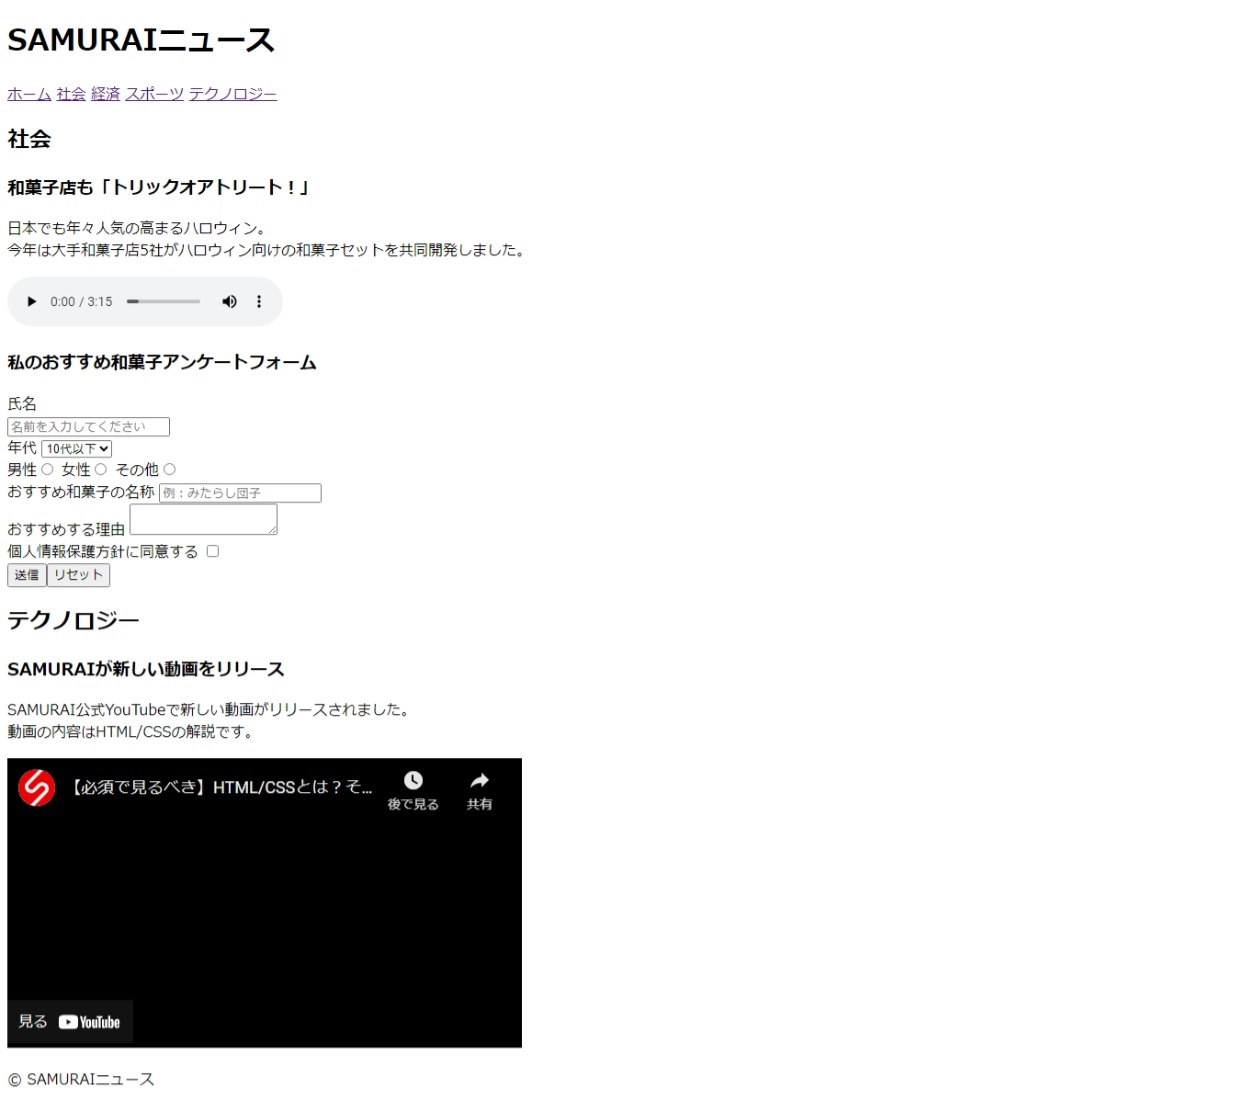 SAMURAIニュース
ホーム 社会 経済 スポーツ テクノロジー
社会
和菓子店も「トリックオアトリート！」
日本でも年々人気の高まるハロウィン。
今年は大手和菓子店5社がハロウィン向けの和菓子セットを共同開発しました。
0:00 / 3:15
私のおすすめ和菓子アンケートフォーム
氏名
名前を入力してください
年代 10代以下
男性 女性 その他
おすすめ和菓子の名称 例：みたらし団子
おすすめする理由
個人情報保護方針に同意する
送信 リセット
テクノロジー
SAMURAIが新しい動画をリリース
SAMURAI公式YouTubeで新しい動画がリリースされました。
動画の内容はHTML/CSSの解説です。
【必須で見るべき】HTML/CSSとは？そ...
後で見る 共有
見る YouTube
© SAMURAIニュース